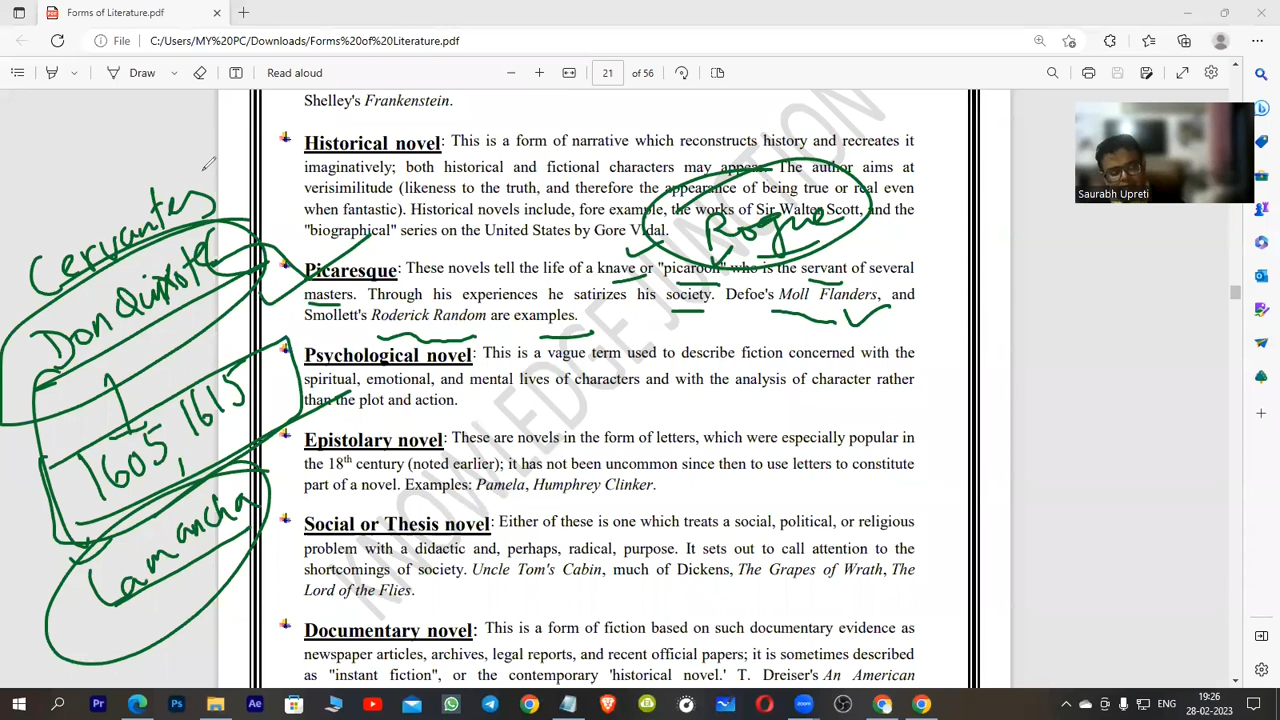 Forms of Literature.pdf
File
C:/Users/MY%20PC/Downloads/Forms%20of%20Literature.pdf
Draw
Read aloud
21
of 56
Shelley's Frankenstein.
Historical novel: This is a form of narrative which reconstructs history and recreates it
imaginatively; both historical and fictional characters may appear. The author aims at
verisimilitude (likeness to the truth, and therefore the appearance of being true or real even
when fantastic). Historical novels include, fore example, the works of Sir Walter Scott, and the
"biographical" series on the United States by Gore Vidal.
Rogue
Picaresque: These novels tell the life of a knave or "picaroon" who is the servant of several
masters. Through his experiences he satirizes his society. Defoe's Moll Flanders, and
Smollett's Roderick Random are examples.
Psychological novel: This is a vague term used to describe fiction concerned with the
spiritual, emotional, and mental lives of characters and with the analysis of character rather
than the plot and action.
Epistolary novel: These are novels in the form of letters, which were especially popular in
the 18th century (noted earlier); it has not been uncommon since then to use letters to constitute
part of a novel. Examples: Pamela, Humphrey Clinker.
Social or Thesis novel: Either of these is one which treats a social, political, or religious
problem with a didactic and, perhaps, radical, purpose. It sets out to call attention to the
shortcomings of society. Uncle Tom's Cabin, much of Dickens, The Grapes of Wrath, The
Lord of the Flies.
Documentary novel: This is a form of fiction based on such documentary evidence as
newspaper articles, archives, legal reports, and recent official papers; it is sometimes described
as "instant fiction", or the contemporary 'historical novel.' T. Dreiser's An American
Cervantes
Don Quixote
1605, 1615
Lamancha
KNOWLEDGE JUNCTION
Saurabh Upreti
ENG
19:26
28-02-2023